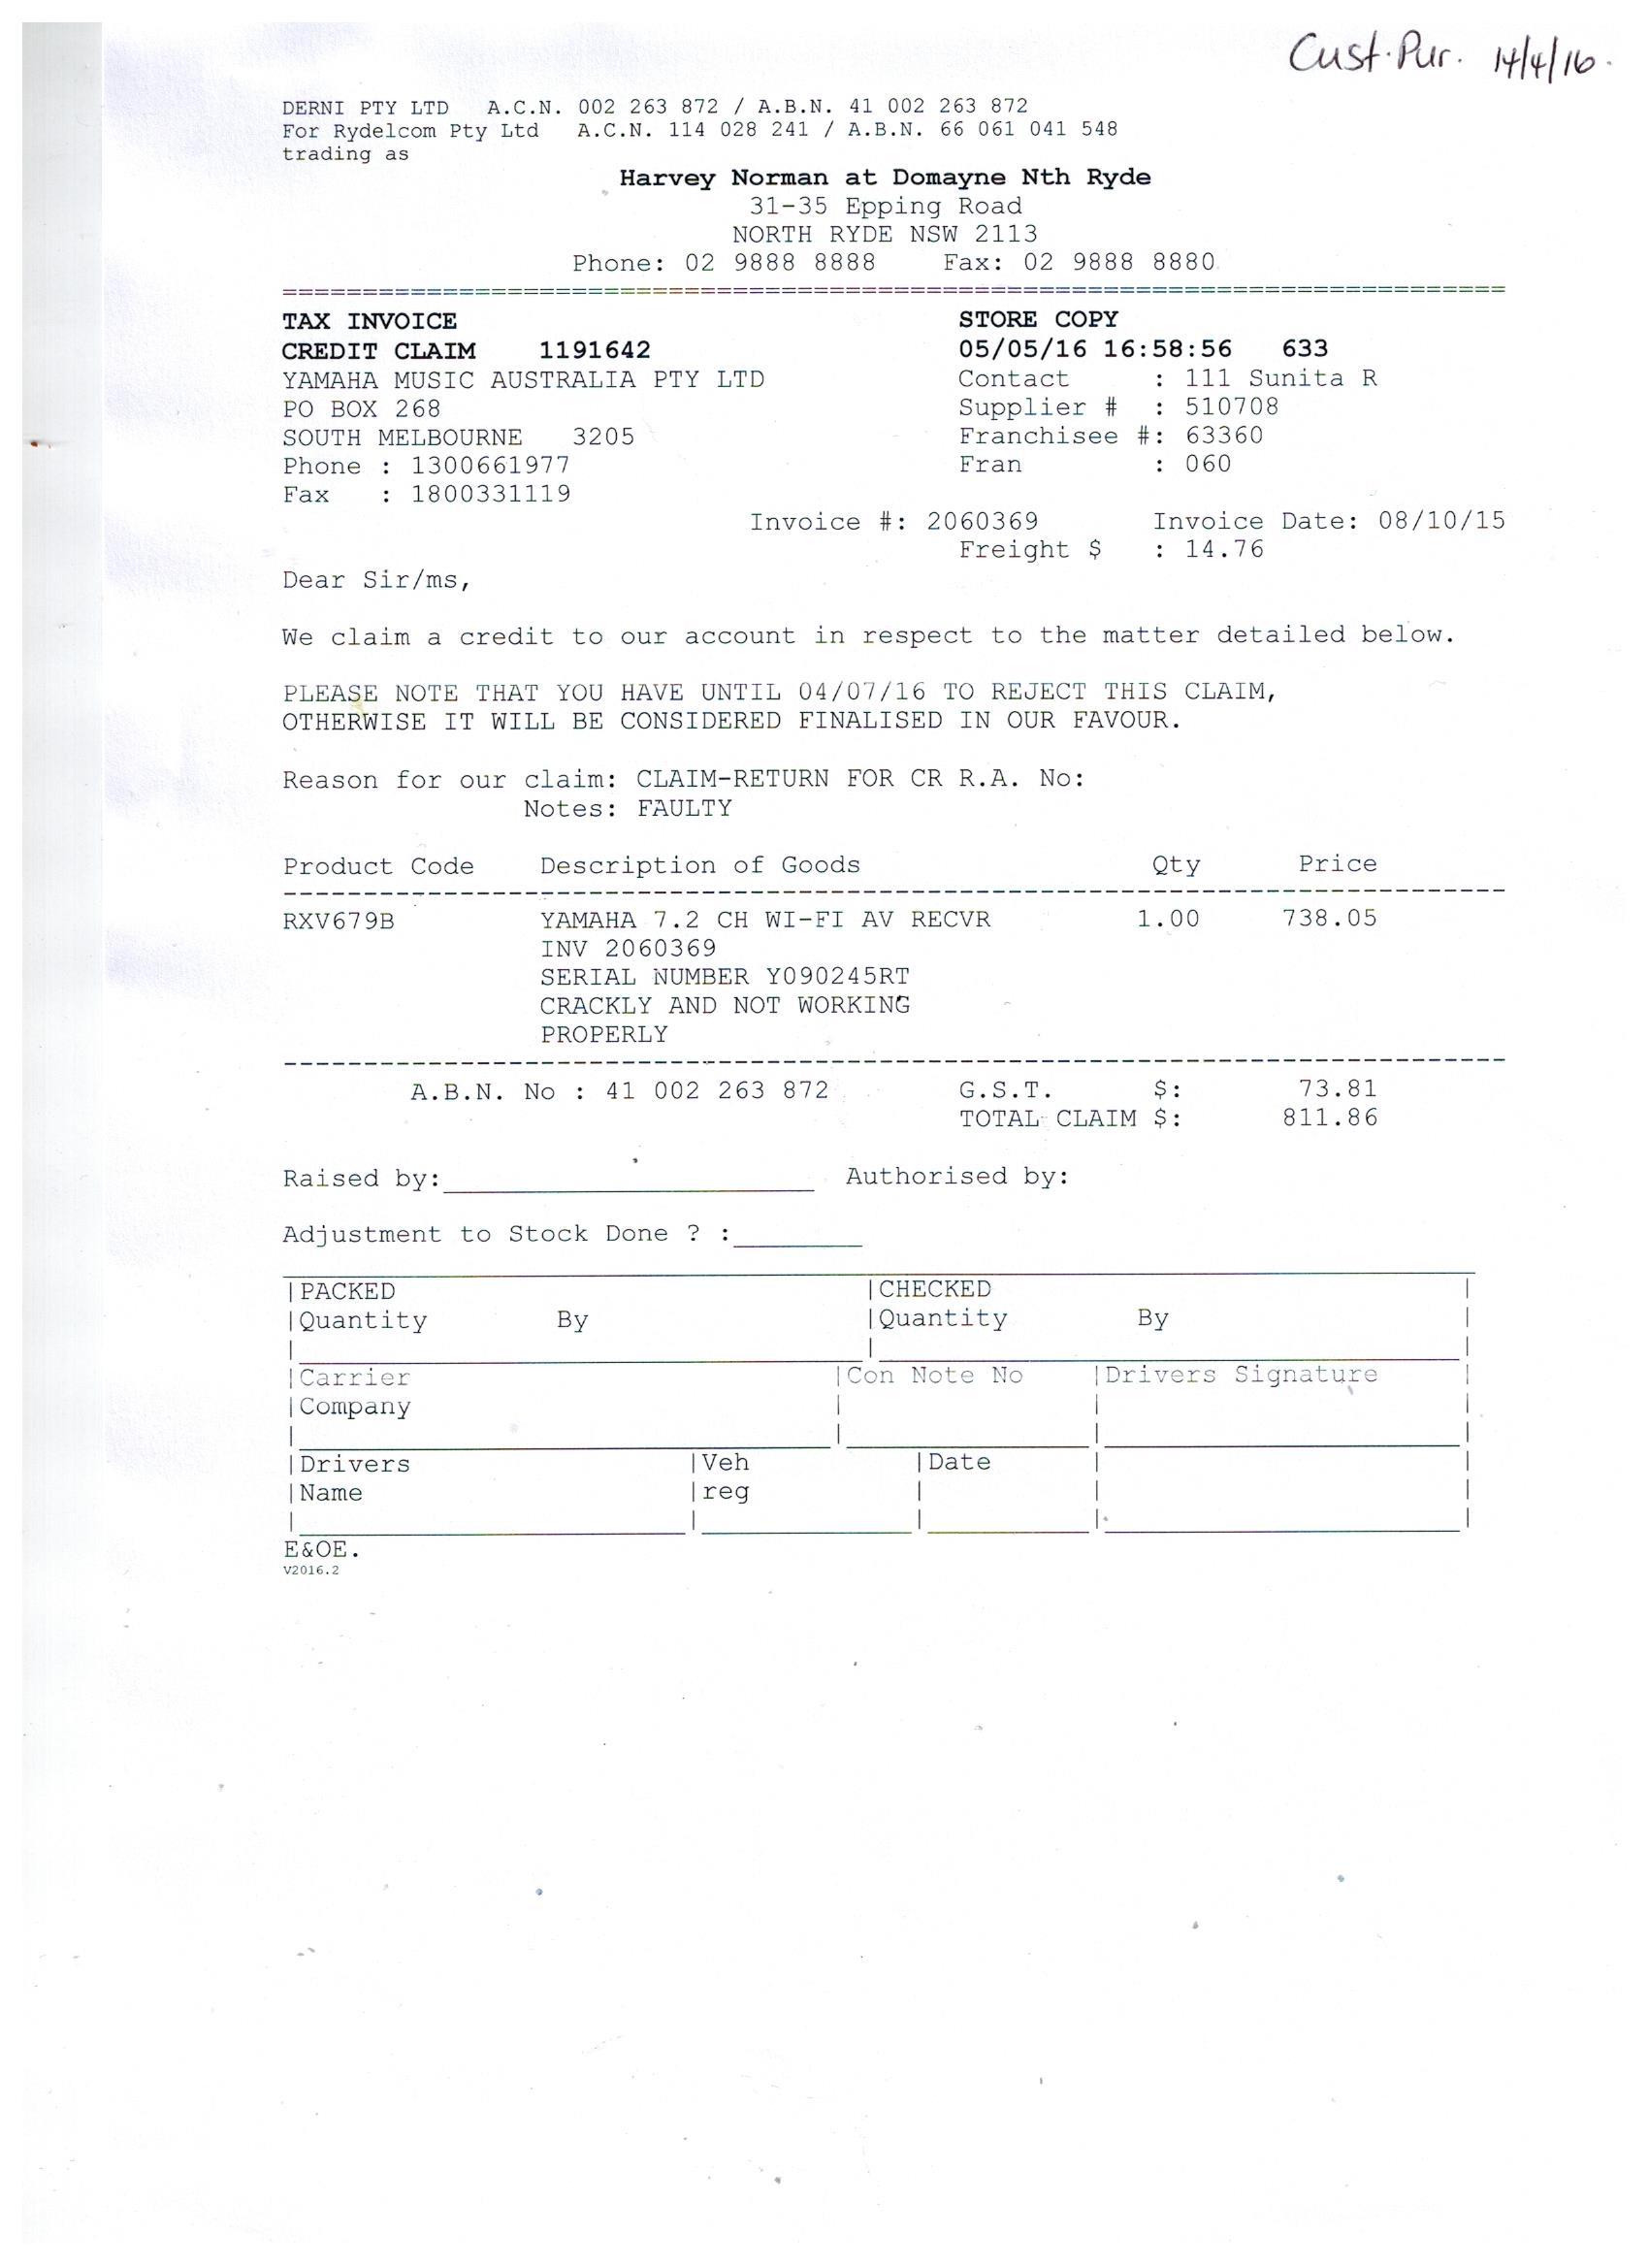 Cust. Pur. 14/4/16.
DERNI PTY LTD A.C.N. 002 263 872 / A.B.N. 41 002 263 872
For Rydelcom Pty Ltd A.C.N. 114 028 241 / A.B.N. 66 061 041 548
trading as
Harvey Norman at Domayne Nth Ryde
31-35 Epping Road
NORTH RYDE NSW 2113
Phone: 02 9888 8888 Fax: 02 9888 8880
TAX INVOICE STORE COPY
CREDIT CLAIM 1191642 05/05/16 16:58:56 633
YAMAHA MUSIC AUSTRALIA PTY LTD Contact : 111 Sunita R
PO BOX 268 Supplier # : 510708
SOUTH MELBOURNE 3205 Franchisee #: 63360
Phone : 1300661977 Fran : 060
Fax : 1800331119
Invoice #: 2060369 Invoice Date: 08/10/15
Freight $ : 14.76
Dear Sir/ms,
We claim a credit to our account in respect to the matter detailed below.
PLEASE NOTE THAT YOU HAVE UNTIL 04/07/16 TO REJECT THIS CLAIM,
OTHERWISE IT WILL BE CONSIDERED FINALISED IN OUR FAVOUR.
Reason for our claim: CLAIM-RETURN FOR CR R.A. No:
Notes: FAULTY
Product Code Description of Goods Qty Price
RXV679B YAMAHA 7.2 CH WI-FI AV RECVR 1.00 738.05
INV 2060369
SERIAL NUMBER Y090245RT
CRACKLY AND NOT WORKING
PROPERLY
A.B.N. No : 41 002 263 872 G.S.T. $: 73.81
TOTAL CLAIM $: 811.86
Raised by: Authorised by:
Adjustment to Stock Done ? :
PACKED CHECKED
Quantity By Quantity By
Carrier Con Note No Drivers Signature
Company
Drivers Veh Date
Name reg
E&OE.
V2016.2